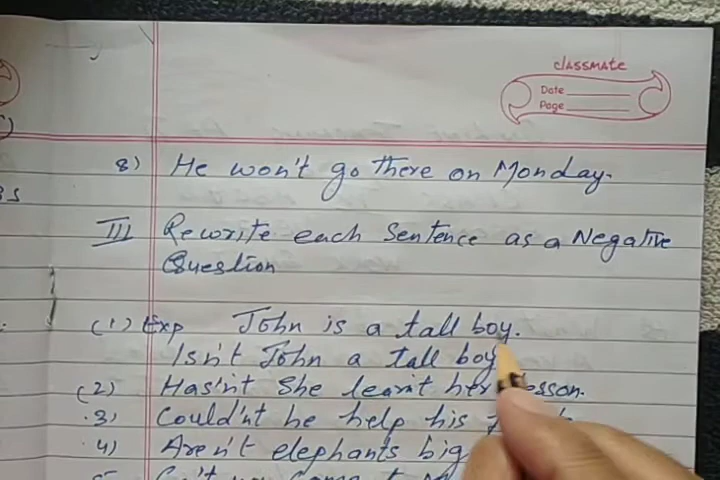 classmate
Date
Page
8) He won't go There on Monday.
III Rewrite each Sentence as a Negative
Question
(1) Exp John is a tall boy.
Isn't John a tall boy
(2) Hasn't She learnt her lesson.
3) Couldn't he help his
4) Aren't elephants big